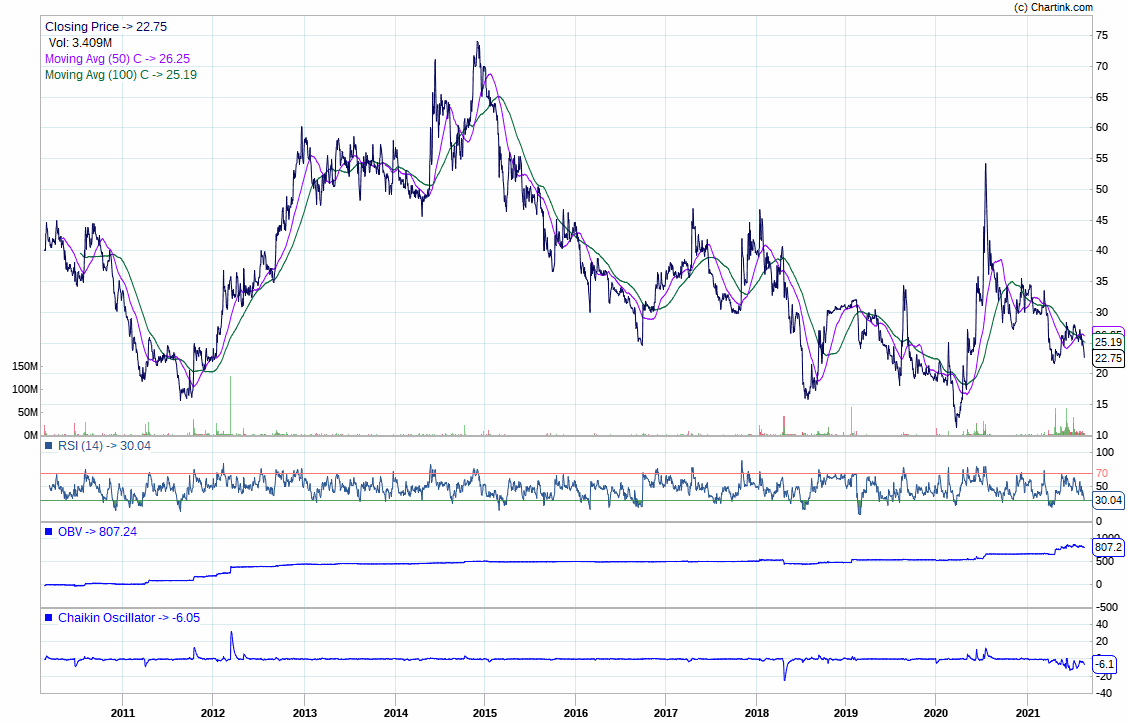 (c) Chartink.com
Closing Price -> 22.75
Vol: 3.409M
Moving Avg (50) C -> 26.25
Moving Avg (100) C -> 25.19
75
70
65
60
55
50
45
40
35
30
25.19
22.75
20
15
10
150M
100M
50M
0M
RSI (14) -> 30.04
100
70
50
30.04
0
OBV -> 807.24
1000
807.2
500
0
-500
Chaikin Oscillator -> -6.05
40
20
-6.1
-20
-40
2011 2012 2013 2014 2015 2016 2017 2018 2019 2020 2021